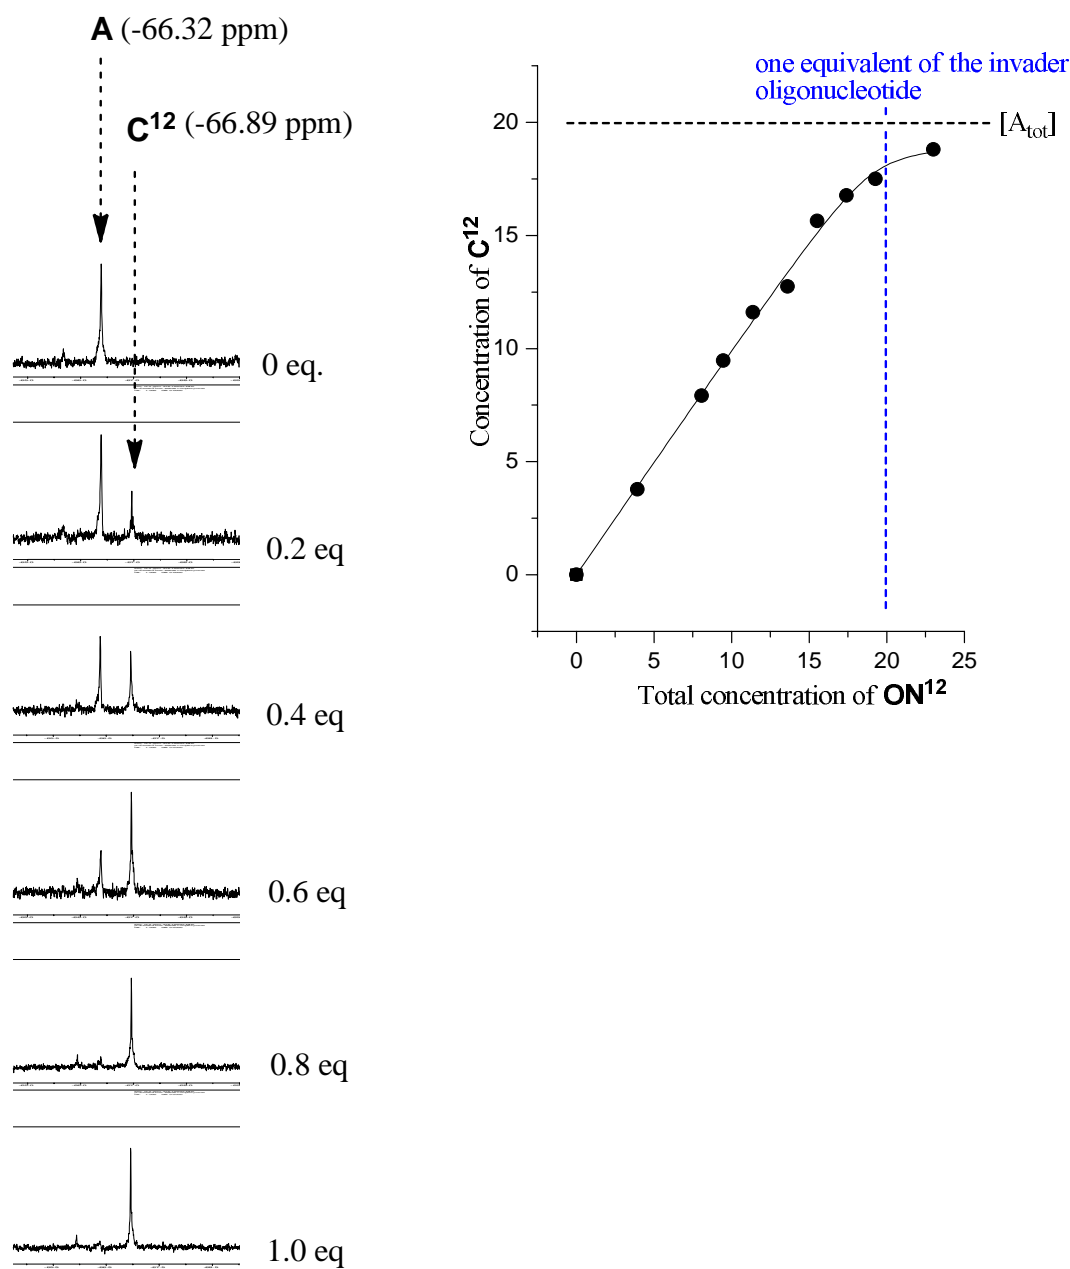 A (-66.32 ppm)
C¹² (-66.89 ppm)
0 eq.
0.2 eq
0.4 eq
0.6 eq
0.8 eq
1.0 eq
one equivalent of the invader
oligonucleotide
[Atot]
Concentration of C¹²
20
15
10
5
0
0 5 10 15 20 25
Total concentration of ON¹²